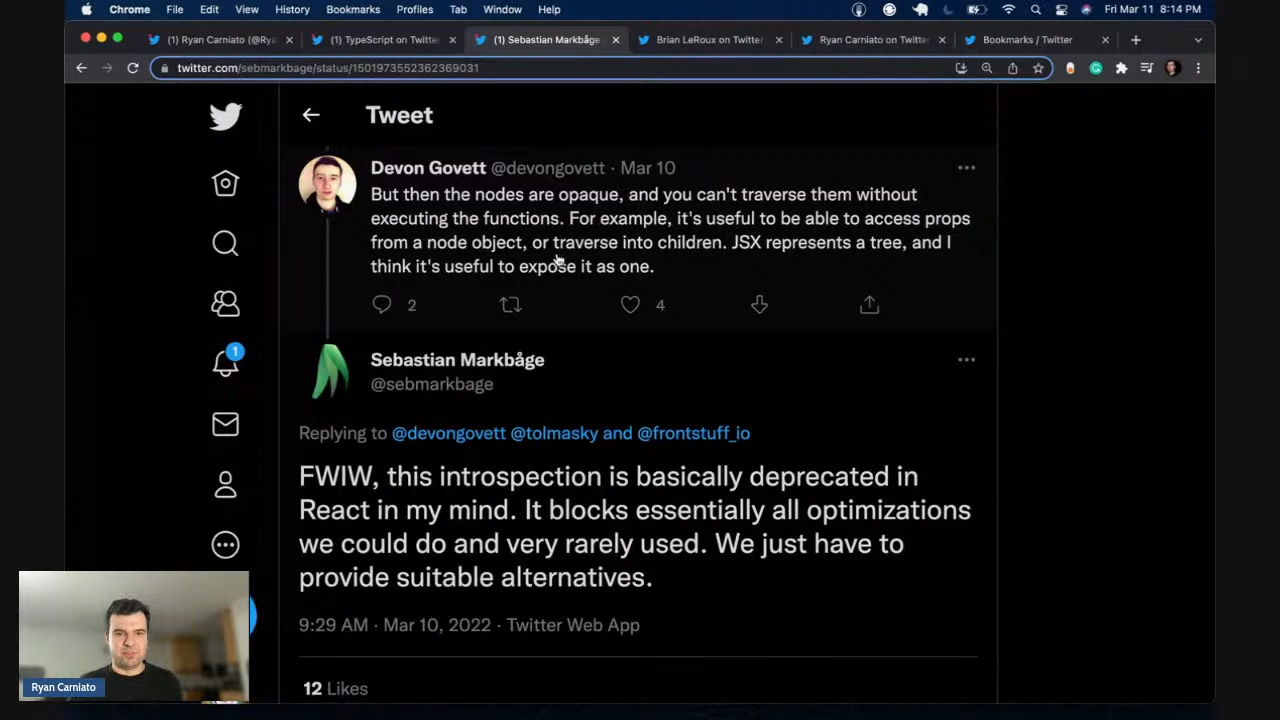 Chrome File Edit View History Bookmarks Profiles Tab Window Help Fri Mar 11 8:14 PM
(1) Ryan Carniato (@Rya (1) TypeScript on Twitter (1) Sebastian Markbåge Brian LeRoux on Twitter Ryan Carniato on Twitter Bookmarks / Twitter
twitter.com/sebmarkbage/status/1501973552362369031
Tweet
Devon Govett @devongovett · Mar 10
But then the nodes are opaque, and you can't traverse them without
executing the functions. For example, it's useful to be able to access props
from a node object, or traverse into children. JSX represents a tree, and I
think it's useful to expose it as one.
2 4
1
Sebastian Markbåge
@sebmarkbage
Replying to @devongovett @tolmasky and @frontstuff_io
FWIW, this introspection is basically deprecated in
React in my mind. It blocks essentially all optimizations
we could do and very rarely used. We just have to
provide suitable alternatives.
9:29 AM · Mar 10, 2022 · Twitter Web App
12 Likes
Ryan Carniato